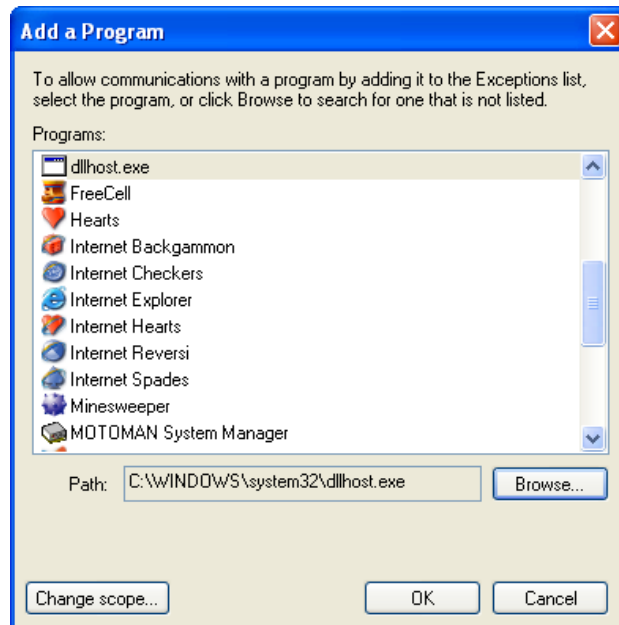 Add a Program
To allow communications with a program by adding it to the Exceptions list,
select the program, or click Browse to search for one that is not listed.
Programs:
dllhost.exe
FreeCell
Hearts
Internet Backgammon
Internet Checkers
Internet Explorer
Internet Hearts
Internet Reversi
Internet Spades
Minesweeper
MOTOMAN System Manager
Path: C:\WINDOWS\system32\dllhost.exe Browse...
Change scope... OK Cancel